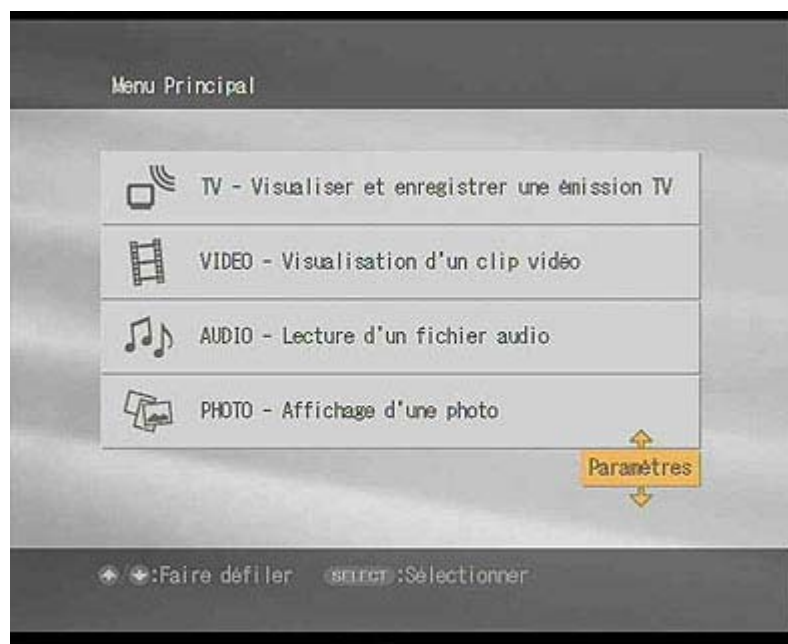 Menu Principal
TV - Visualiser et enregistrer une émission TV
VIDEO - Visualisation d'un clip vidéo
AUDIO - Lecture d'un fichier audio
PHOTO - Affichage d'une photo
Paramètres
:Faire défiler SELECT :Sélectionner